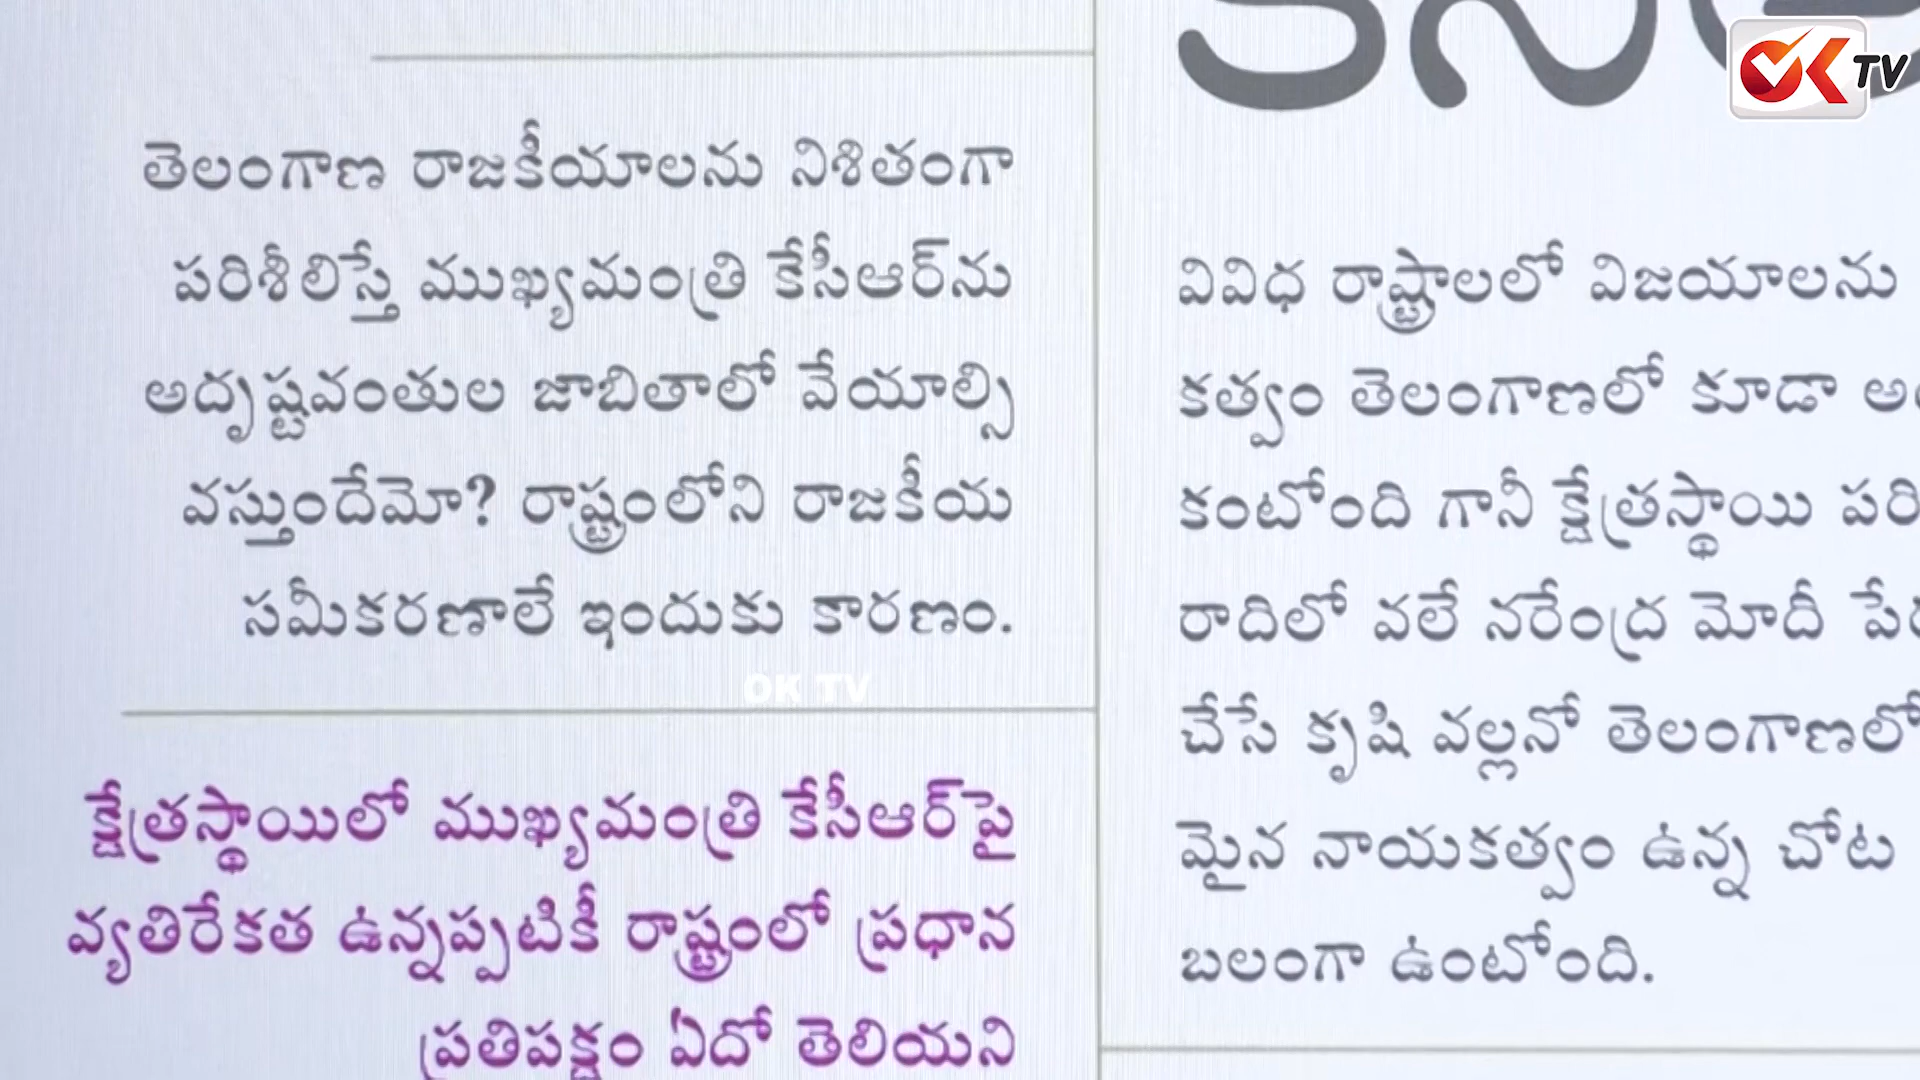 OK TV
తెలంగాణ రాజకీయాలను నిశితంగా
పరిశీలిస్తే ముఖ్యమంత్రి కేసీఆర్‌ను
అదృష్టవంతుల జాబితాలో వేయాల్సి
వస్తుందేమో? రాష్ట్రంలోని రాజకీయ
సమీకరణాలే ఇందుకు కారణం.
OK TV
క్షేత్రస్థాయిలో ముఖ్యమంత్రి కేసీఆర్‌పై
వ్యతిరేకత ఉన్నప్పటికీ రాష్ట్రంలో ప్రధాన
ప్రతిపక్షం ఏదో తెలియని
వివిధ రాష్ట్రాలలో విజయాలను
కత్వం తెలంగాణలో కూడా
కంటోంది గానీ క్షేత్రస్థాయి
రాదిలో వలే నరేంద్ర మోదీ
చేసే కృషి వల్లనో తెలంగాణలో
మైన నాయకత్వం ఉన్న చోట
బలంగా ఉంటోంది.